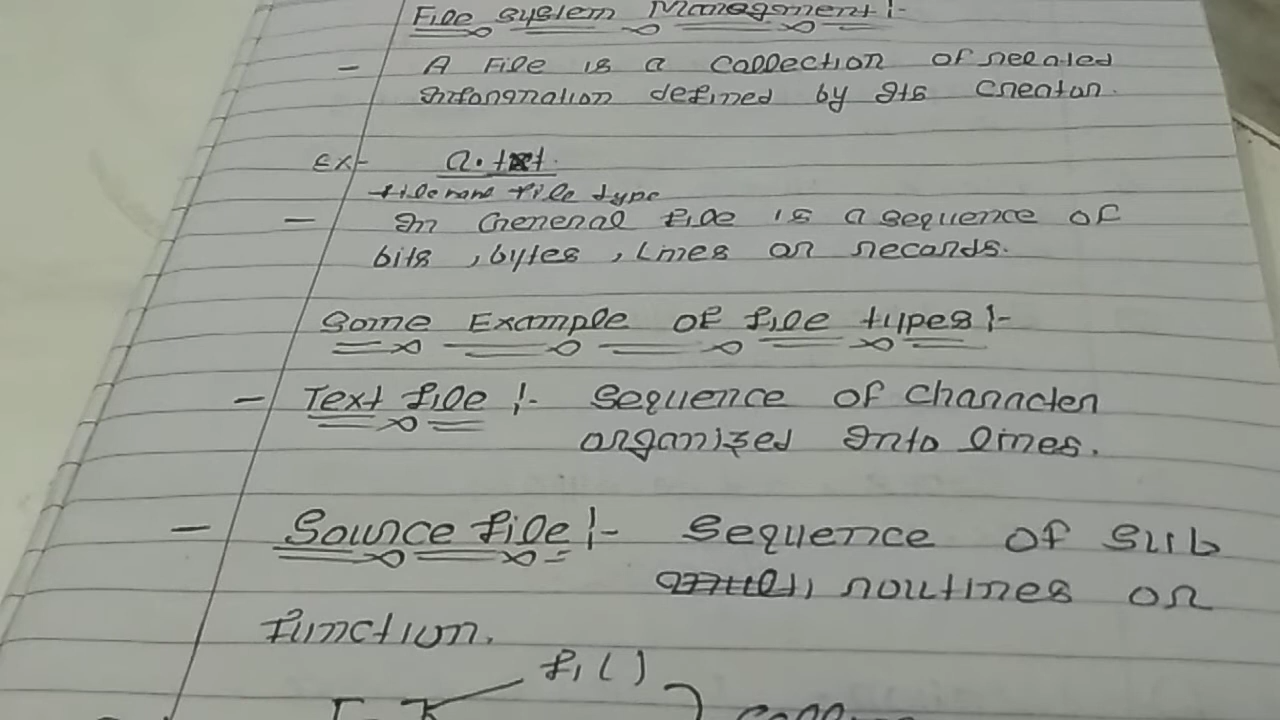 File System Management :-
- A File is a collection of related
information defined by its creator.
Ex- a.txt.
filename file type
- In General file is a sequence of
bits , bytes , Lines or records.
Some Example of file types :-
- Text file :- Sequence of character
organized into lines.
- Source file :- Sequence of sub
routines or
function.
f1( )